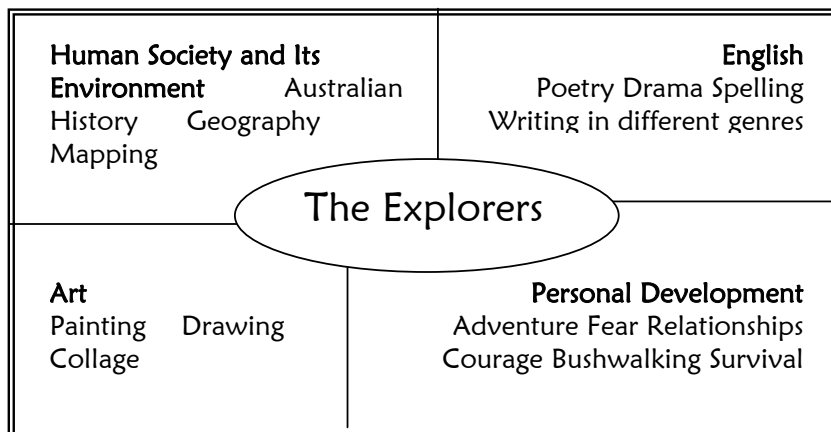 Human Society and Its
Environment Australian
History Geography
Mapping
English
Poetry Drama Spelling
Writing in different genres
The Explorers
Art
Painting Drawing
Collage
Personal Development
Adventure Fear Relationships
Courage Bushwalking Survival